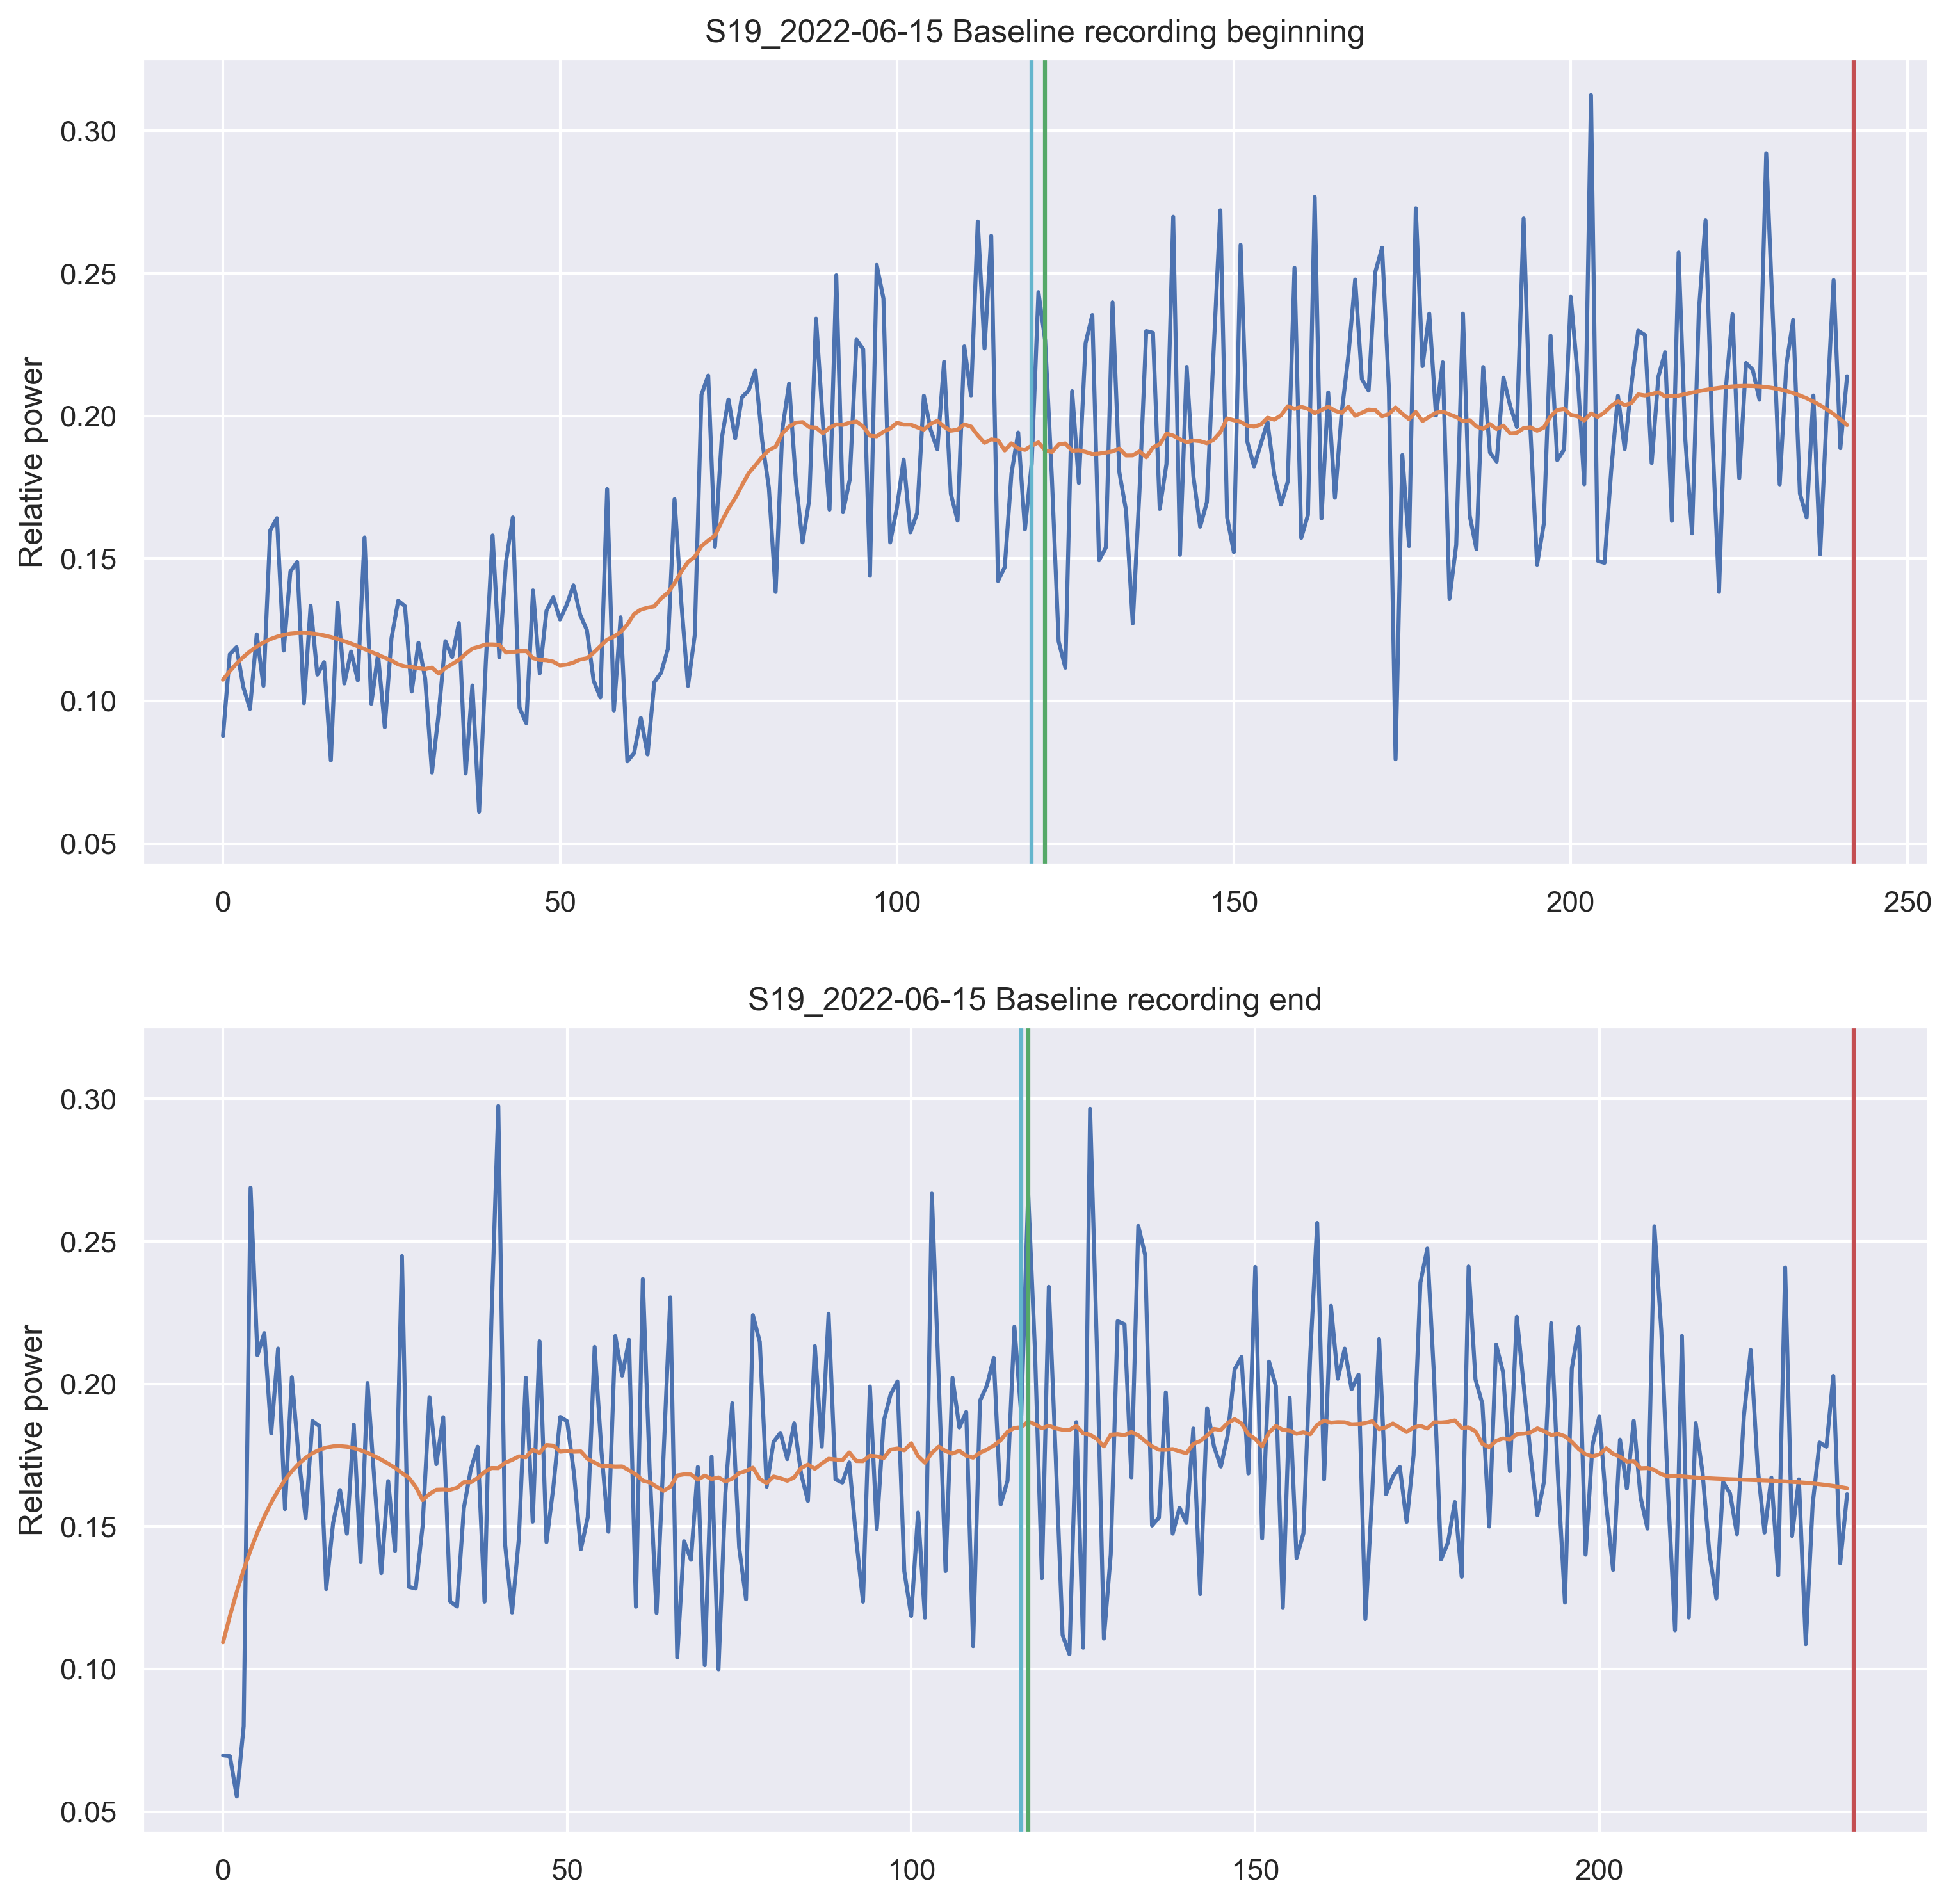 S19_2022-06-15 Baseline recording beginning
Relative power
0.30
0.25
0.20
0.15
0.10
0.05
0 50 100 150 200 250
S19_2022-06-15 Baseline recording end
Relative power
0.30
0.25
0.20
0.15
0.10
0.05
0 50 100 150 200